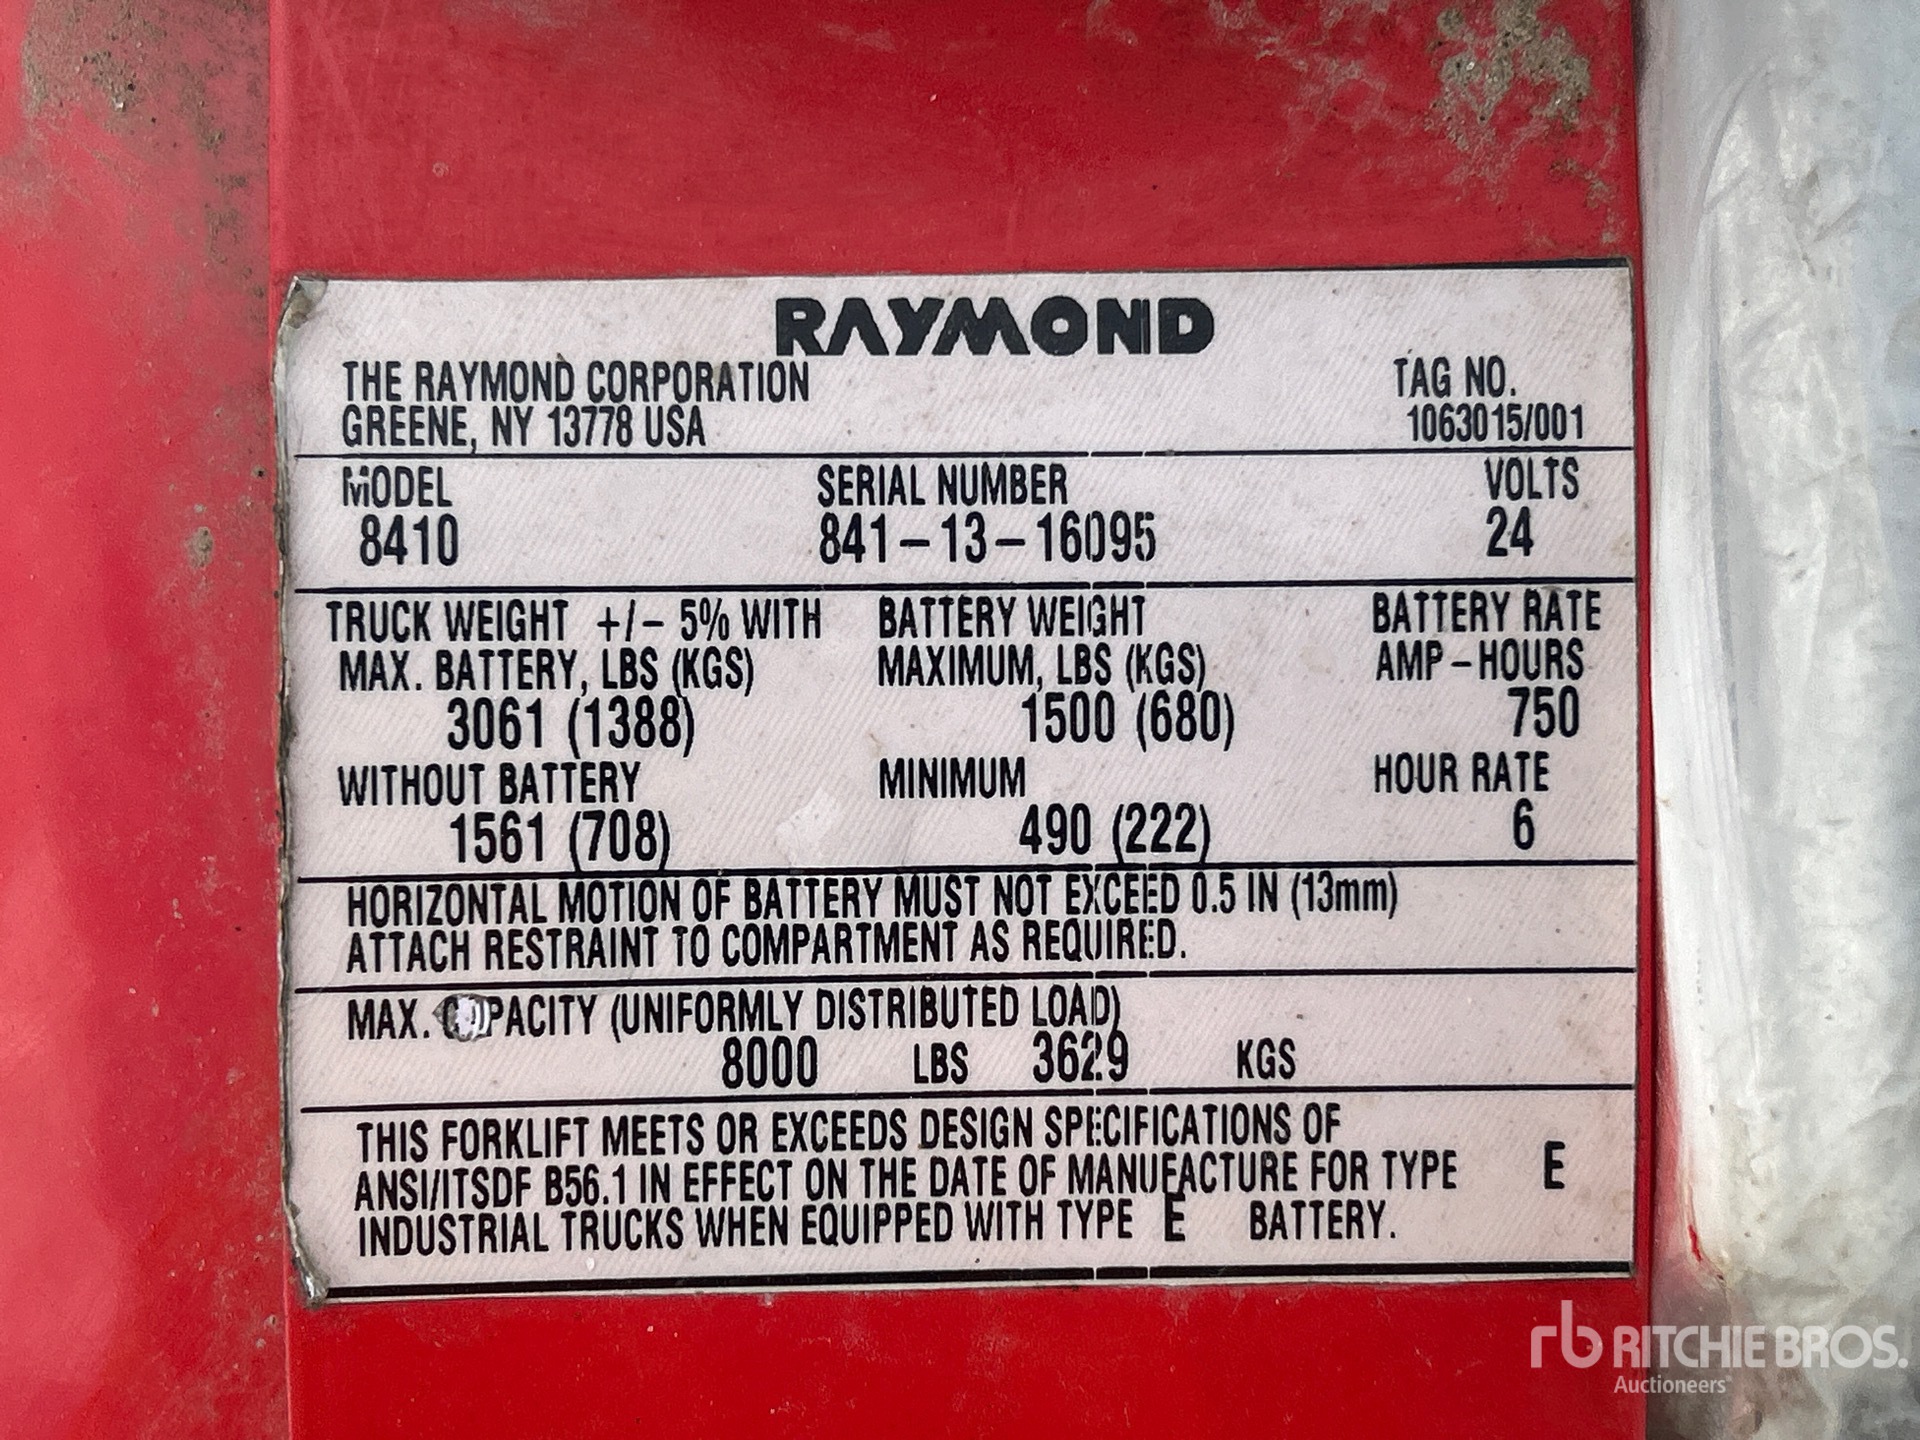 RAYMOND
THE RAYMOND CORPORATION TAG NO.
GREENE, NY 13778 USA 1063015/001
MODEL SERIAL NUMBER VOLTS
8410 841-13-16095 24
TRUCK WEIGHT +/- 5% WITH BATTERY WEIGHT BATTERY RATE
MAX. BATTERY, LBS (KGS) MAXIMUM, LBS (KGS) AMP-HOURS
3061 (1388) 1500 (680) 750
WITHOUT BATTERY MINIMUM HOUR RATE
1561 (708) 490 (222) 6
HORIZONTAL MOTION OF BATTERY MUST NOT EXCEED 0.5 IN (13mm)
ATTACH RESTRAINT TO COMPARTMENT AS REQUIRED.
MAX. CAPACITY (UNIFORMLY DISTRIBUTED LOAD)
8000 LBS 3629 KGS
THIS FORKLIFT MEETS OR EXCEEDS DESIGN SPECIFICATIONS OF
ANSI/ITSDF B56.1 IN EFFECT ON THE DATE OF MANUFACTURE FOR TYPE E
INDUSTRIAL TRUCKS WHEN EQUIPPED WITH TYPE E BATTERY.
rb RITCHIE BROS.
Auctioneers